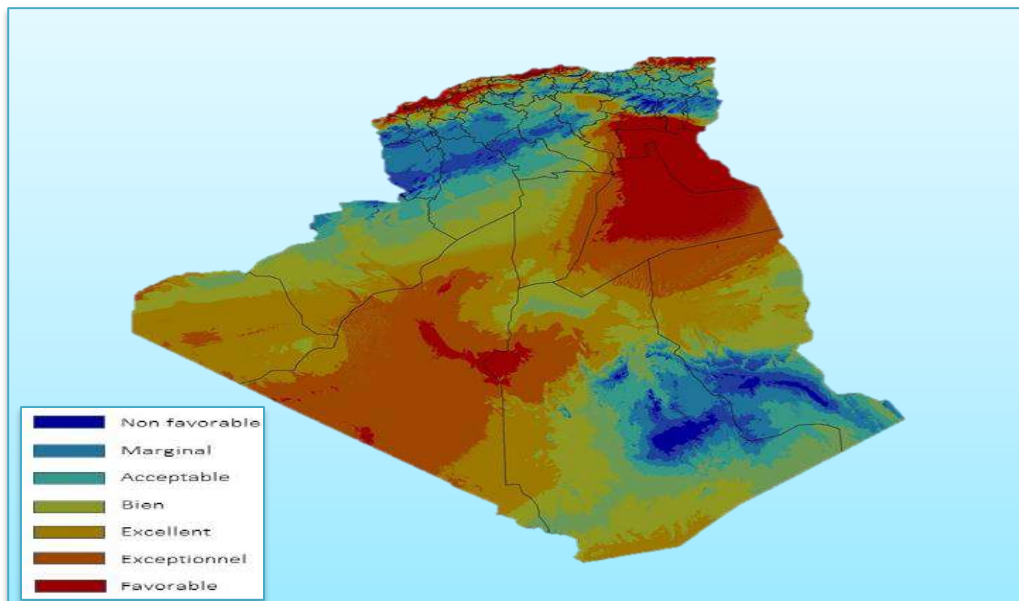 Non favorable
Marginal
Acceptable
Bien
Excellent
Exceptionnel
Favorable